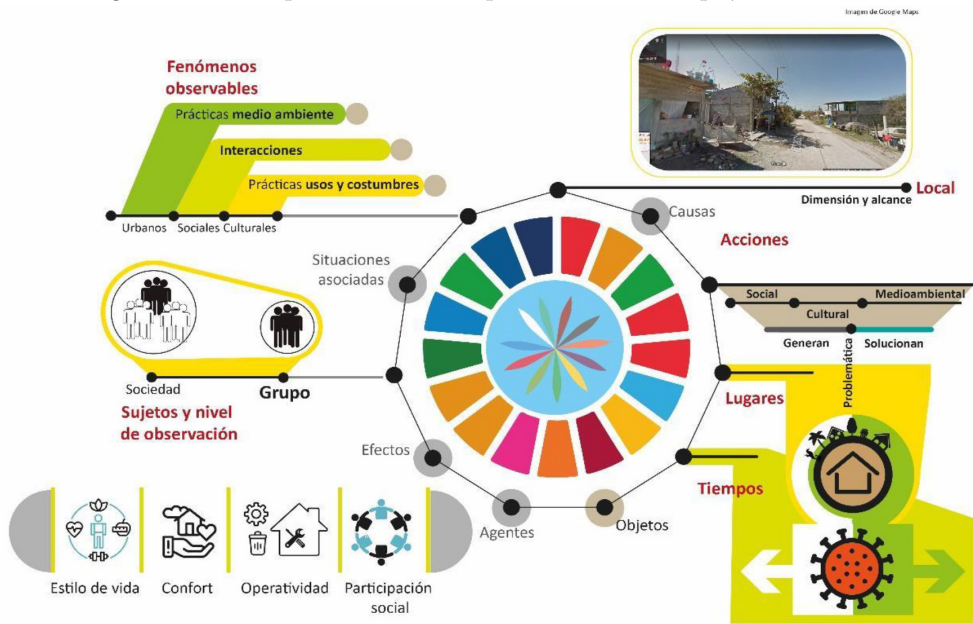 Imagen de Google Maps
Fenómenos
observables
Prácticas medio ambiente
Interacciones
Prácticas usos y costumbres
Urbanos
Sociales
Culturales
Local
Dimensión y alcance
Causas
Acciones
Situaciones
asociadas
Social
Medioambiental
Cultural
Generan
Solucionan
Problemática
Sociedad
Grupo
Sujetos y nivel
de observación
Lugares
Efectos
Tiempos
Agentes
Objetos
Estilo de vida
Confort
Operatividad
Participación
social